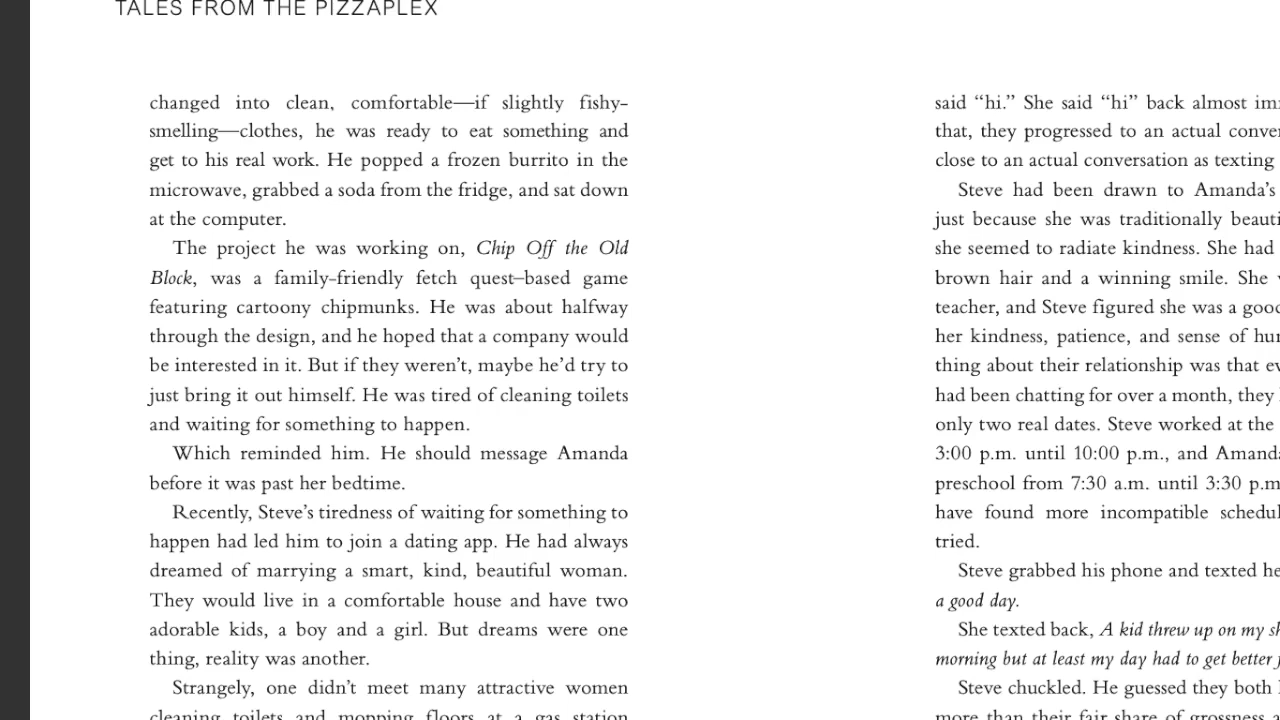 TALES FROM THE PIZZAPLEX
changed into clean, comfortable—if slightly fishy-
smelling—clothes, he was ready to eat something and
get to his real work. He popped a frozen burrito in the
microwave, grabbed a soda from the fridge, and sat down
at the computer.
The project he was working on, Chip Off the Old
Block, was a family-friendly fetch quest–based game
featuring cartoony chipmunks. He was about halfway
through the design, and he hoped that a company would
be interested in it. But if they weren’t, maybe he’d try to
just bring it out himself. He was tired of cleaning toilets
and waiting for something to happen.
Which reminded him. He should message Amanda
before it was past her bedtime.
Recently, Steve’s tiredness of waiting for something to
happen had led him to join a dating app. He had always
dreamed of marrying a smart, kind, beautiful woman.
They would live in a comfortable house and have two
adorable kids, a boy and a girl. But dreams were one
thing, reality was another.
Strangely, one didn’t meet many attractive women
cleaning toilets and mopping floors at a gas station
said “hi.” She said “hi” back almost
that, they progressed to an actual
close to an actual conversation as texting
Steve had been drawn to Amanda’s
just because she was traditionally
she seemed to radiate kindness. She had
brown hair and a winning smile. She
teacher, and Steve figured she was a
her kindness, patience, and sense of
thing about their relationship was that
had been chatting for over a month, they
only two real dates. Steve worked at the
3:00 p.m. until 10:00 p.m., and
preschool from 7:30 a.m. until 3:30
have found more incompatible
tried.
Steve grabbed his phone and texted
a good day.
She texted back, A kid threw up on my
morning but at least my day had to get better
Steve chuckled. He guessed they both
more than their fair share of grossness